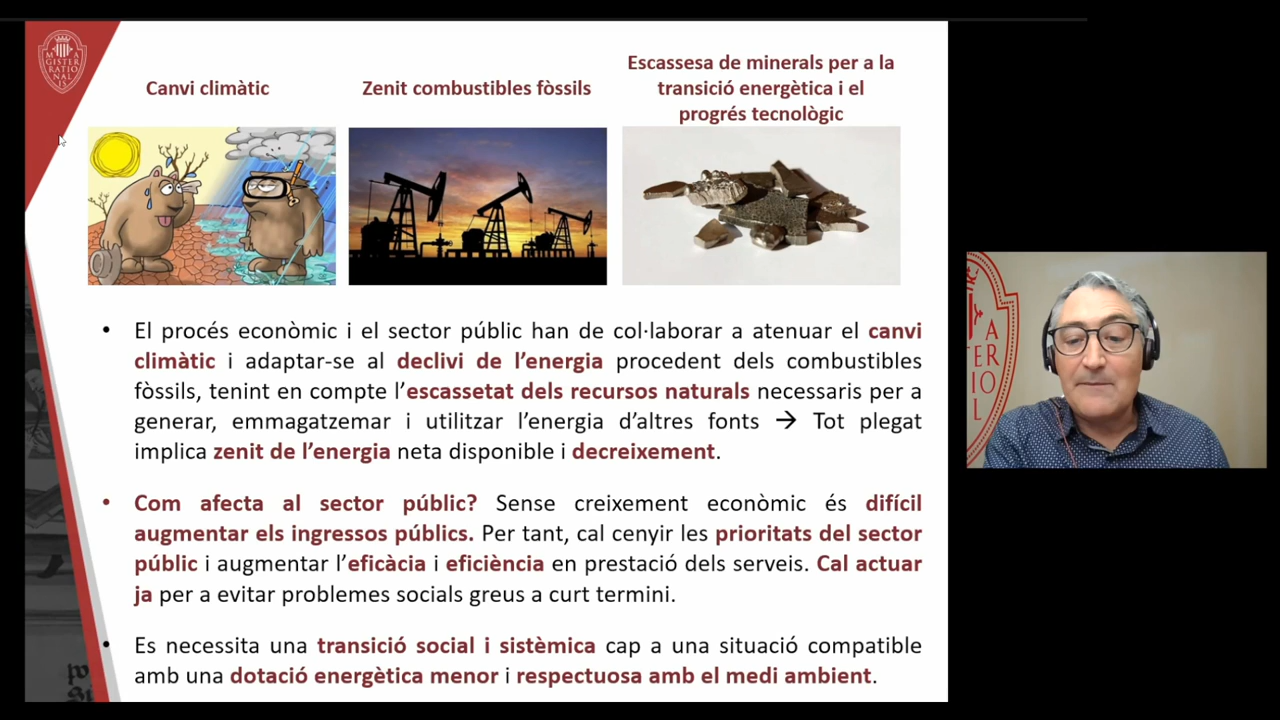 MAGISTER RATIONALIS
Canvi climàtic
Zenit combustibles fòssils
Escassesa de minerals per a la
transició energètica i el
progrés tecnològic
• El procés econòmic i el sector públic han de col·laborar a atenuar el canvi
climàtic i adaptar-se al declivi de l’energia procedent dels combustibles
fòssils, tenint en compte l’escassetat dels recursos naturals necessaris per a
generar, emmagatzemar i utilitzar l’energia d’altres fonts → Tot plegat
implica zenit de l’energia neta disponible i decreixement.
• Com afecta al sector públic? Sense creixement econòmic és difícil
augmentar els ingressos públics. Per tant, cal cenyir les prioritats del sector
públic i augmentar l’eficàcia i eficiència en prestació dels serveis. Cal actuar
ja per a evitar problemes socials greus a curt termini.
• Es necessita una transició social i sistèmica cap a una situació compatible
amb una dotació energètica menor i respectuosa amb el medi ambient.